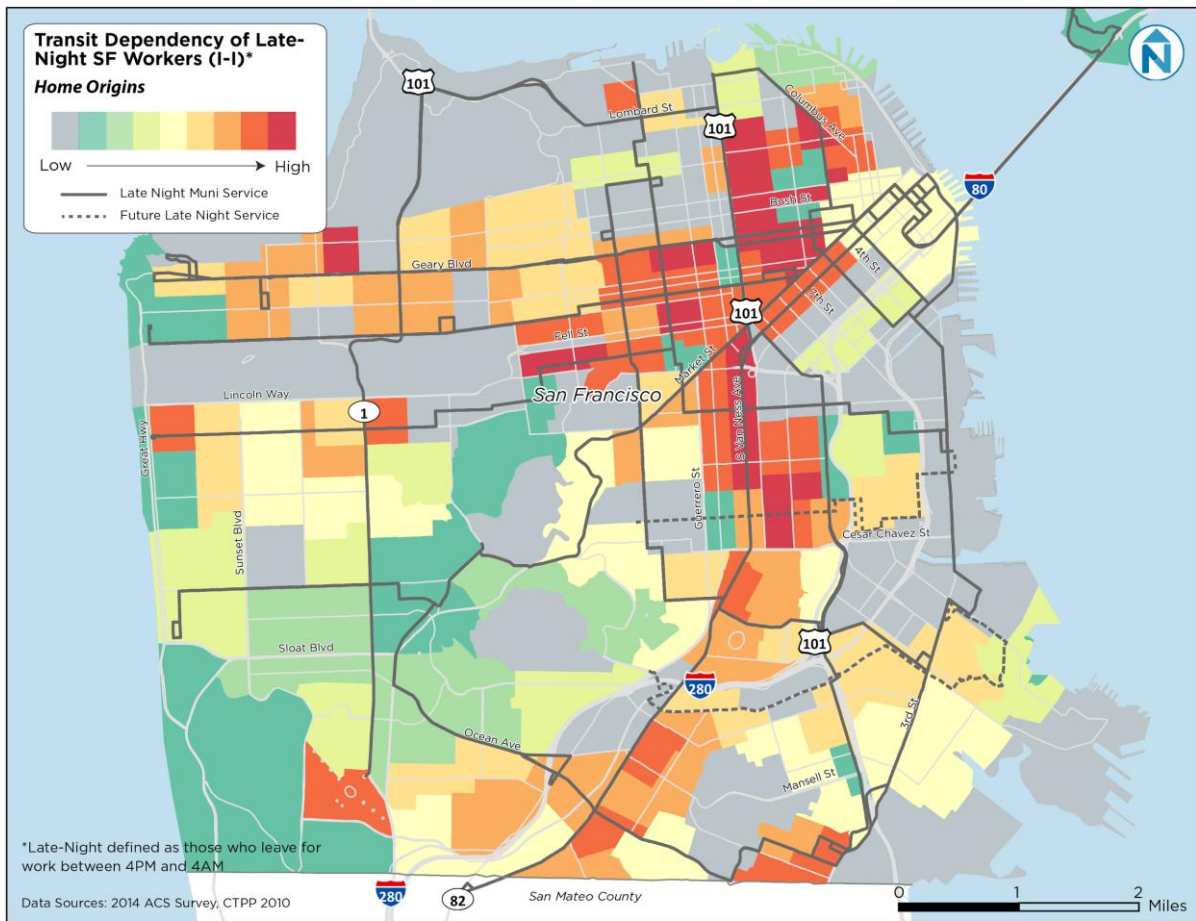 Transit Dependency of Late-
Night SF Workers (I-I)*
Home Origins
Low High
Late Night Muni Service
Future Late Night Service
N
101
Lombard St
Columbus Ave
101
80
Bush St
Geary Blvd
4th St
7th St
101
Fell St
Market St
San Francisco
Lincoln Way
1
Great Hwy
S Van Ness Ave
Guerrero St
Sunset Blvd
Cesar Chavez St
Sloat Blvd
101
280
3rd St
Ocean Ave
Mansell St
*Late-Night defined as those who leave for
work between 4PM and 4AM
280
82
San Mateo County
Data Sources: 2014 ACS Survey, CTPP 2010
0 1 2
Miles